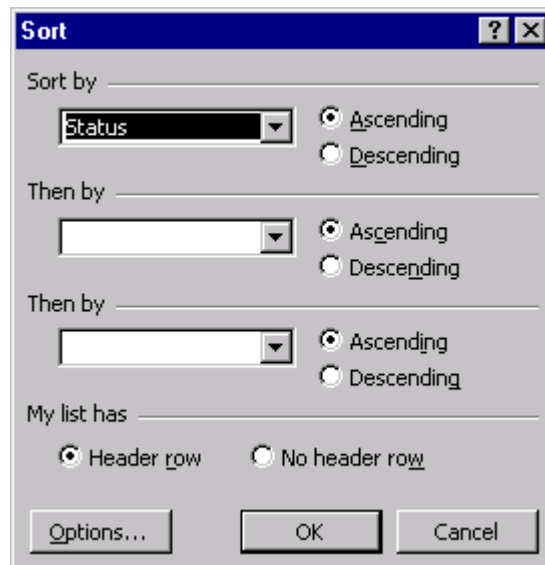 Sort
Sort by
Status
Ascending
Descending
Then by
Ascending
Descending
Then by
Ascending
Descending
My list has
Header row
No header row
Options...
OK
Cancel